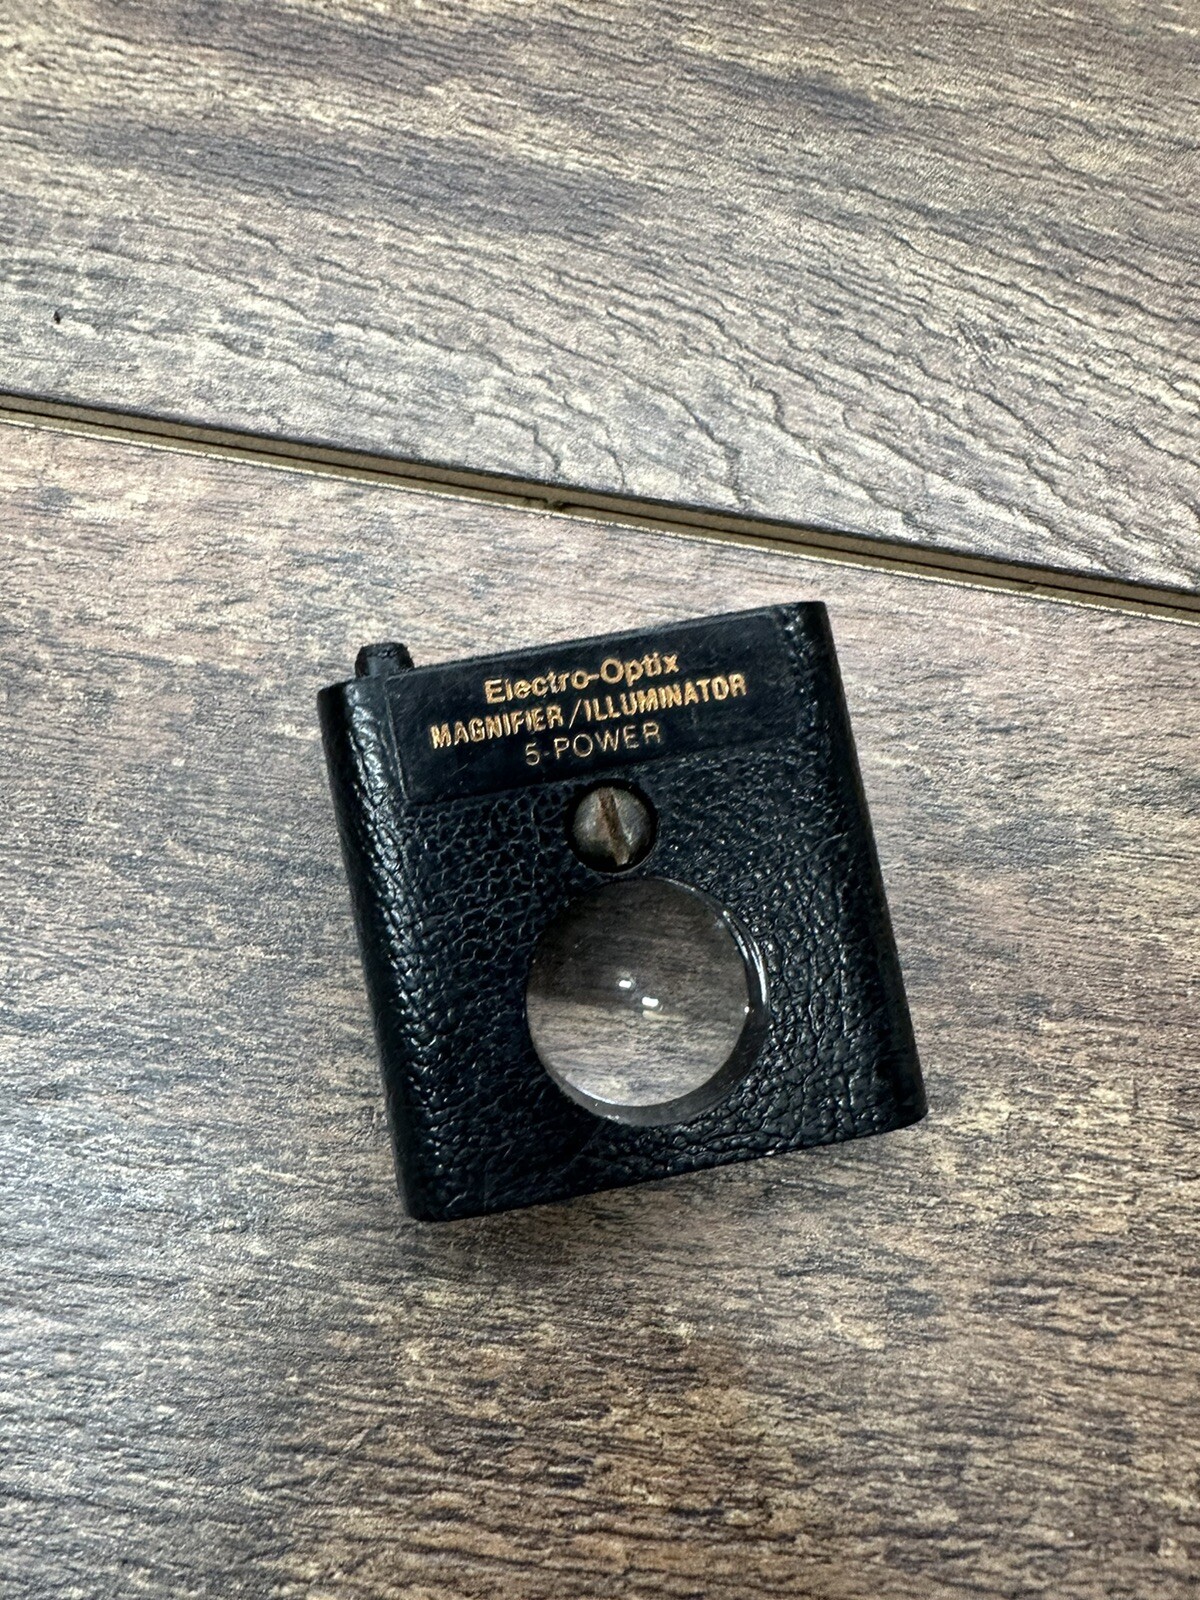 Electro-Optix
MAGNIFIER/ILLUMINATOR
5-POWER